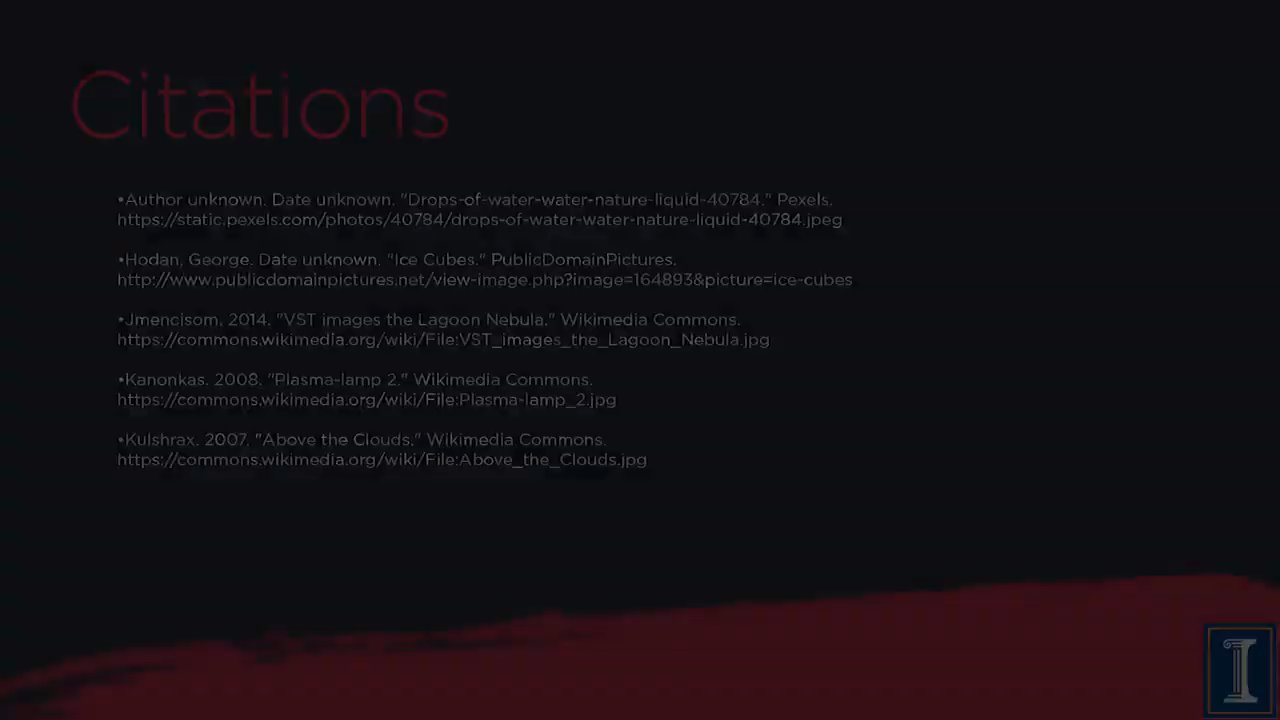 Citations
•Author unknown. Date unknown. "Drops-of-water-water-nature-liquid-40784." Pexels.
https://static.pexels.com/photos/40784/drops-of-water-water-nature-liquid-40784.jpeg
•Hodan, George. Date unknown. "Ice Cubes." PublicDomainPictures.
http://www.publicdomainpictures.net/view-image.php?image=164893&picture=ice-cubes
•Jmencisom. 2014. "VST images the Lagoon Nebula." Wikimedia Commons.
https://commons.wikimedia.org/wiki/File:VST_images_the_Lagoon_Nebula.jpg
•Kanonkas. 2008. "Plasma-lamp 2." Wikimedia Commons.
https://commons.wikimedia.org/wiki/File:Plasma-lamp_2.jpg
•Kulshrax. 2007. "Above the Clouds." Wikimedia Commons.
https://commons.wikimedia.org/wiki/File:Above_the_Clouds.jpg
I